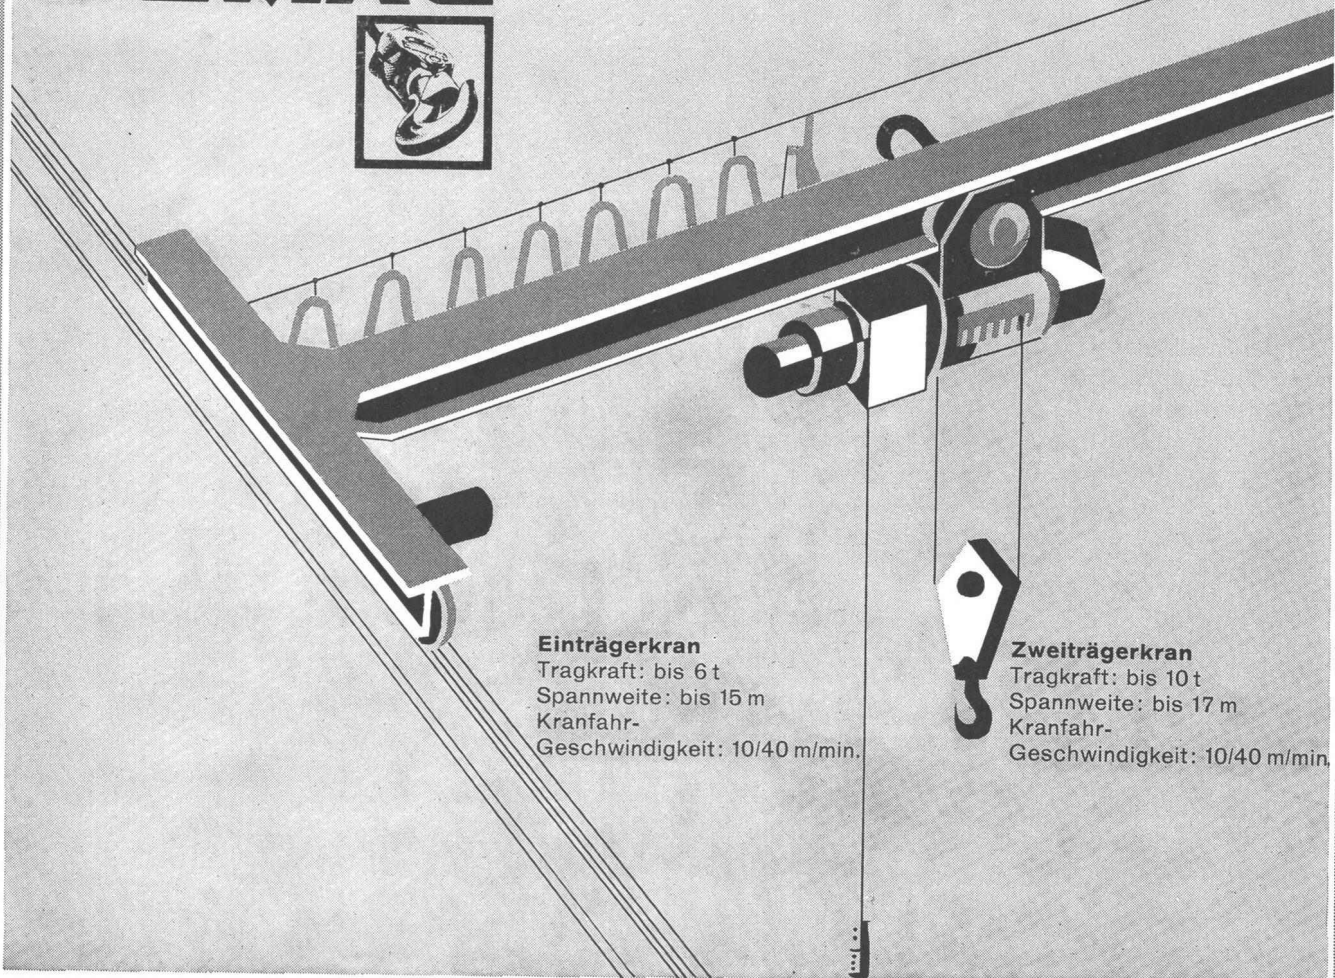 Einträgerkran
Tragkraft: bis 6 t
Spannweite: bis 15 m
Kranfahr-
Geschwindigkeit: 10/40 m/min.
Zweiträgerkran
Tragkraft: bis 10 t
Spannweite: bis 17 m
Kranfahr-
Geschwindigkeit: 10/40 m/min.